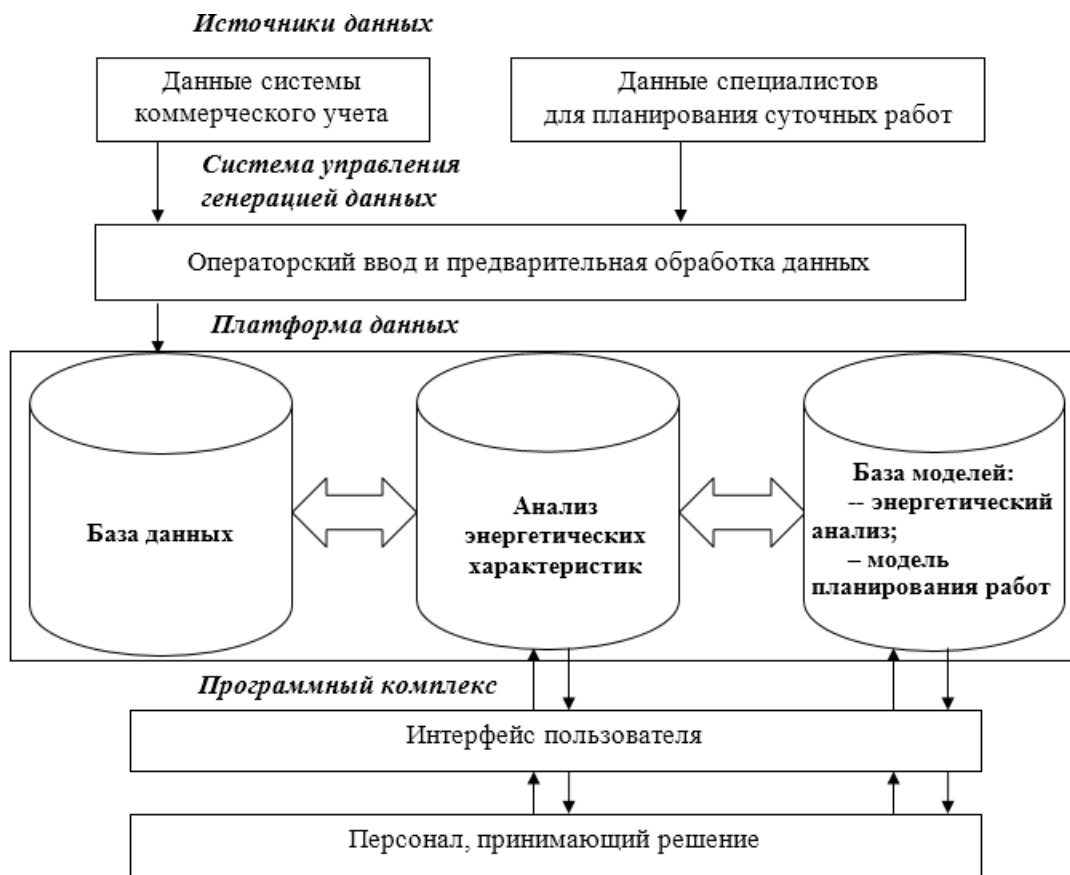 Источники данных
Данные системы
коммерческого учета
Данные специалистов
для планирования суточных работ
Система управления
генерацией данных
Операторский ввод и предварительная обработка данных
Платформа данных
База данных
Анализ
энергетических
характеристик
База моделей:
-- энергетический
анализ;
– модель
планирования работ
Программный комплекс
Интерфейс пользователя
Персонал, принимающий решение